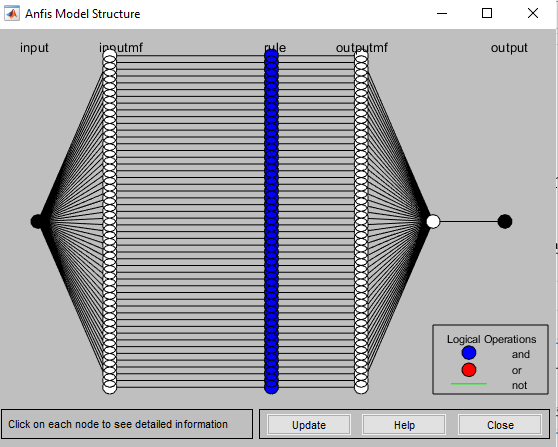 Anfis Model Structure
input inputmf rule outputmf output
Logical Operations
and
or
not
Click on each node to see detailed information
Update Help Close